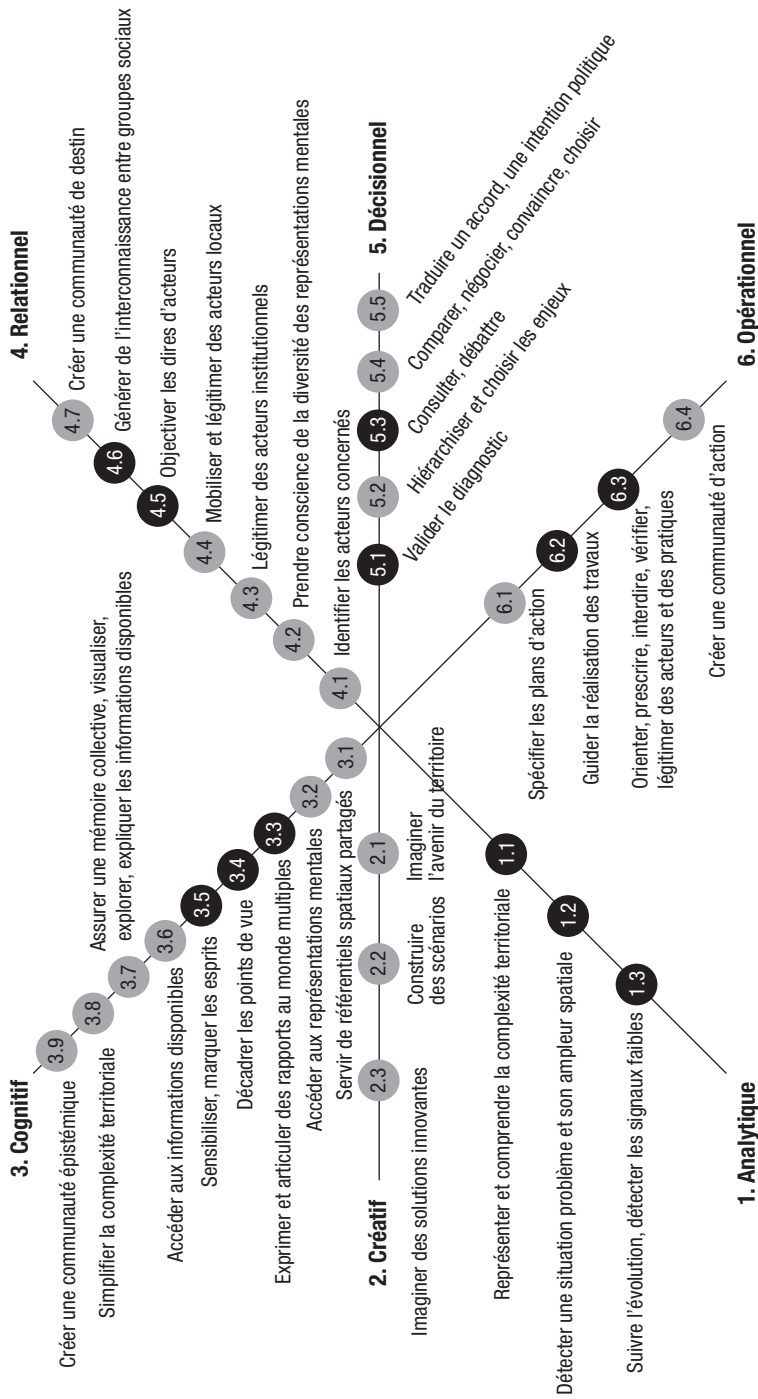 3. Cognitif
3.9
Créer une communauté épistémique
3.8
Simplifier la complexité territoriale
3.7
Assurer une mémoire collective, visualiser,
explorer, expliquer les informations disponibles
3.6
Accéder aux informations disponibles
3.5
Sensibiliser, marquer les esprits
3.4
Décadrer les points de vue
3.3
Exprimer et articuler des rapports au monde multiples
3.2
Accéder aux représentations mentales
3.1
Servir de référentiels spatiaux partagés
4. Relationnel
4.7
Créer une communauté de destin
4.6
Générer de l'interconnaissance entre groupes sociaux
4.5
Objectiver les dires d'acteurs
4.4
Mobiliser et légitimer des acteurs locaux
4.3
Légitimer des acteurs institutionnels
4.2
Prendre conscience de la diversité des représentations mentales
4.1
Identifier les acteurs concernés
2. Créatif
2.3
Imaginer des solutions innovantes
2.2
Construire
des scénarios
2.1
Imaginer
l'avenir du territoire
5. Décisionnel
5.1
Valider le diagnostic
5.2
Hiérarchiser et choisir les enjeux
5.3
Consulter, débattre
5.4
Comparer, négocier, convaincre, choisir
5.5
Traduire un accord, une intention politique
1.1
Représenter et comprendre la complexité territoriale
1.2
Détecter une situation problème et son ampleur spatiale
1.3
Suivre l'évolution, détecter les signaux faibles
1. Analytique
6.1
Spécifier les plans d'action
6.2
Guider la réalisation des travaux
6.3
Orienter, prescrire, interdire, vérifier,
légitimer des acteurs et des pratiques
6.4
Créer une communauté d'action
6. Opérationnel